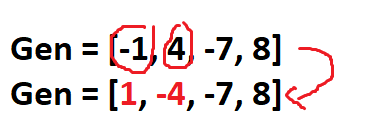 Gen = [-1, 4, -7, 8]
Gen = [1, -4, -7, 8]